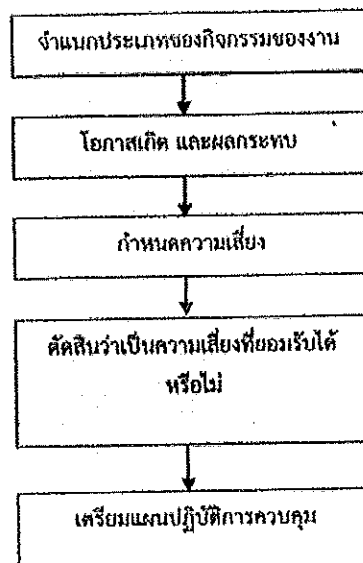 จำแนกประเภทของกิจกรรมของงาน
โอกาสเกิด และผลกระทบ
กำหนดความเสี่ยง
ตัดสินว่าเป็นความเสี่ยงที่ยอมรับได้
หรือไม่
เตรียมแผนปฏิบัติการควบคุม